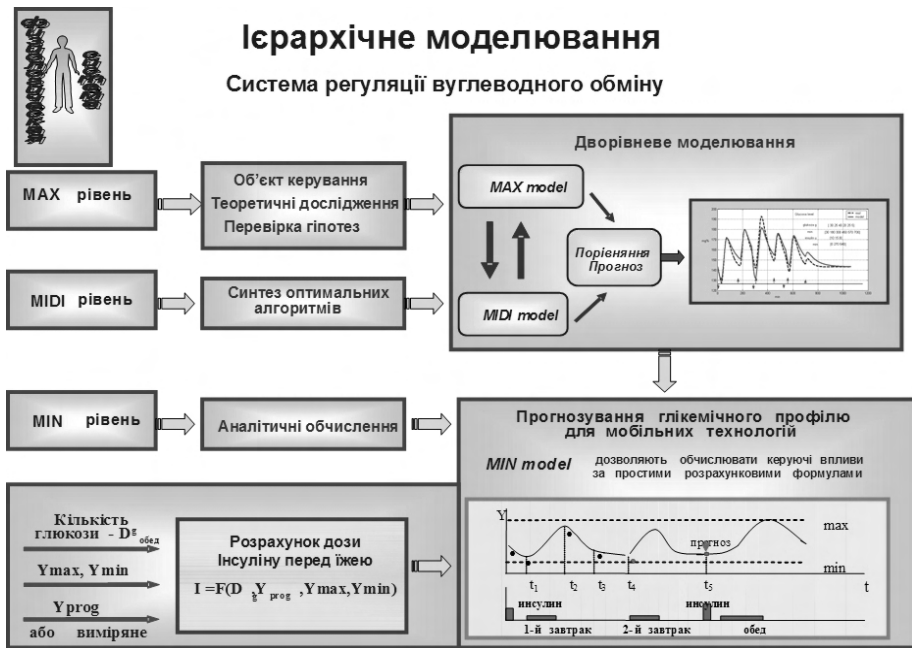 Ієрархічне моделювання
Система регуляції вуглеводного обміну
MAX рівень
Об’єкт керування
Теоретичні дослідження
Перевірка гіпотез
MIDI рівень
Синтез оптимальних
алгоритмів
Дворівневе моделювання
MAX model
Порівняння
Прогноз
MIDI model
MIN рівень
Аналітичні обчислення
Прогнозування глікемічного профілю
для мобільних технологій
MIN model дозволяють обчислювати керуючі впливи
за простими розрахунковими формулами
Кількість
глюкози - Dᵍ обед
Ymax, Ymin
Yprog
або виміряне
Розрахунок дози
Інсуліну перед їжею
I =F(D g ,Y prog ,Ymax,Ymin)
Y
max
прогноз
min
t₁ t₂ t₃ t₄ t₅ t
инсулин инсулин
1-й завтрак 2-й завтрак обед